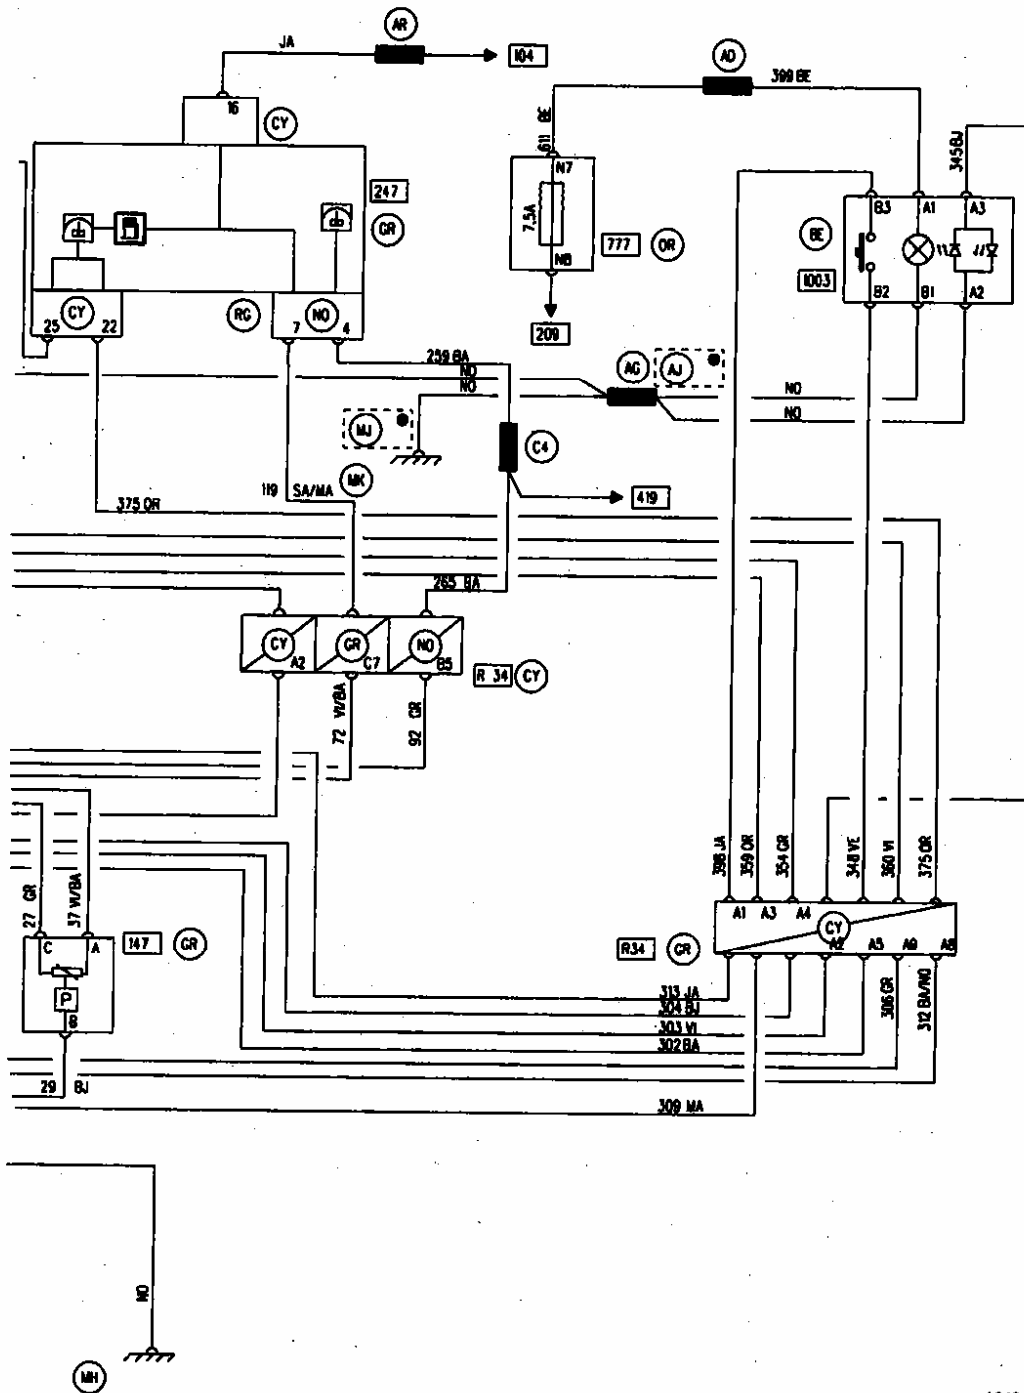 AR
JA
104
AD
399 BE
16
CY
611 BE
345 BJ
N7
247
7,5A
B3 A1 A3
GR
BE
777 OR
N8
1003
CY
RG
NO
B2 B1 A2
25 22
7 4
209
259 BA
NO
NO
AG
AJ
NO
NO
MJ
C4
MK
119 SA/MA
419
375 OR
265 BA
CY
GR
NO
A2 C7 B5
R 34 CY
72 VI/BA
92 GR
398 JA
359 OR
354 GR
348 VE
360 VI
375 OR
27 GR
37 VI/BA
A1 A3 A4
CY
A2 A5 A9 A8
147 GR
C A
R34 GR
P
B
313 JA
304 BJ
303 VI
302 BA
306 GR
312 BA/NO
29 BJ
309 MA
NO
MH